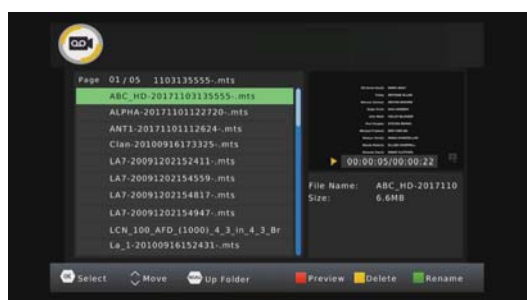 Page 01/05 1103135555-.mts
ABC_HD-20171103135555-.mts
ALPHA-20171101122720-.mts
ANT1-20171101112624-.mts
Clan-20100916173325-.mts
LA7-20091202152411-.mts
LA7-20091202154559-.mts
LA7-20091202154817-.mts
LA7-20091202154947-.mts
LCN_100_AFD_(1000)_4_3_in_4_3_Br
La_1-20100916152431-.mts
00:00:05/00:00:22
File Name: ABC_HD-2017110
Size: 6.6MB
OK Select Move MENU Up Folder Preview Delete Rename